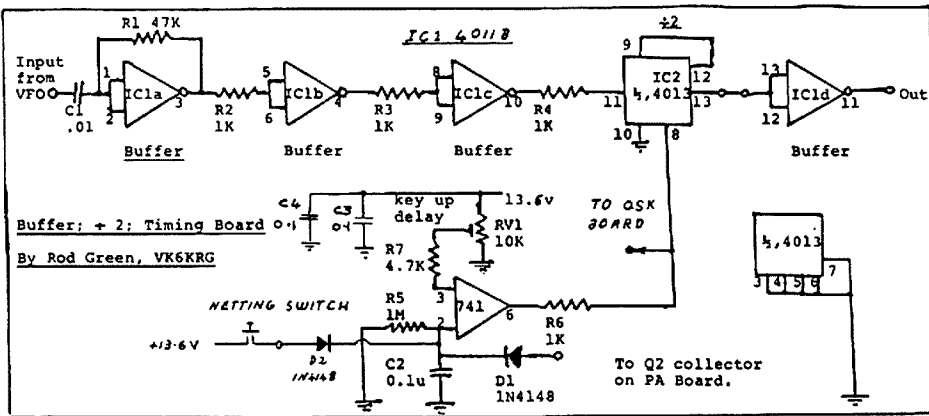 R1 47K
IC1 4011B
÷2
Input
from
VFO
C1
.01
1
2
IC1a
3
R2
1K
5
6
IC1b
4
R3
1K
8
9
IC1c
10
R4
1K
9
11
IC2
½,4013
12
13
10
8
13
12
IC1d
11
Out
Buffer
Buffer
Buffer
Buffer
C4
0.1
C3
0.1
key up
delay
13.6v
RV1
10K
R7
4.7K
TO QSK
BOARD
Buffer; ÷ 2; Timing Board
By Rod Green, VK6KRG
½,4013
3 4 5 6
7
3
2
741
6
R5
1M
R6
1K
NETTING SWITCH
+13.6V
D2
1N4148
C2
0.1u
D1
1N4148
To Q2 collector
on PA Board.